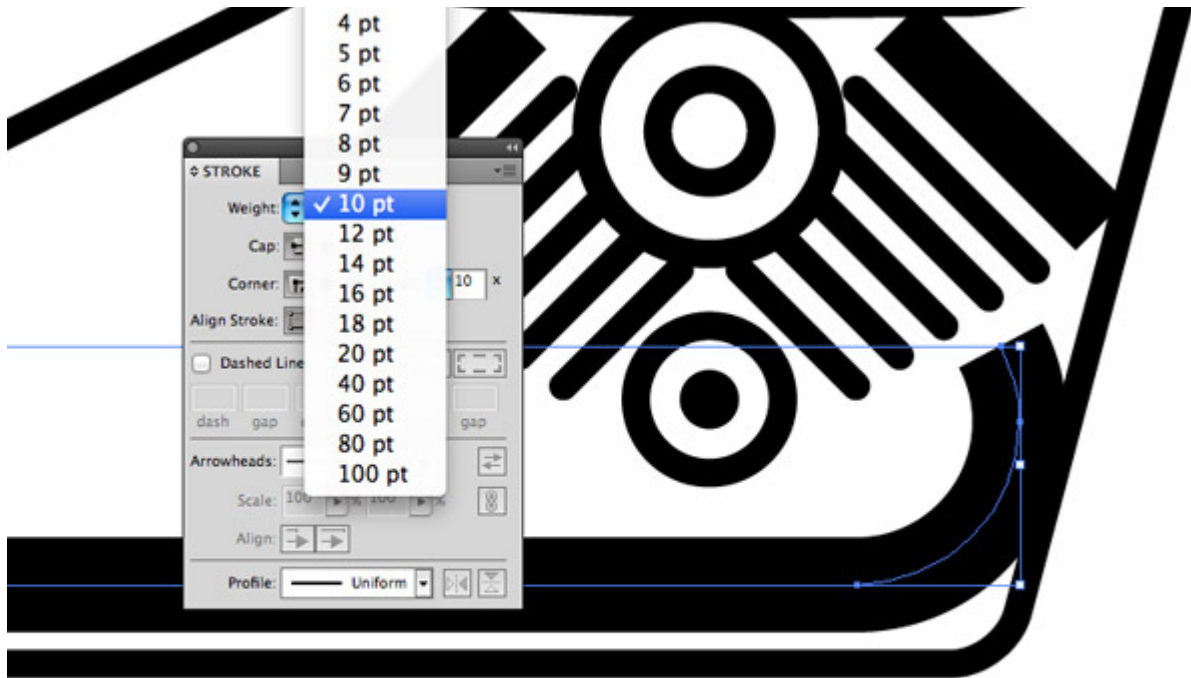 4 pt
5 pt
6 pt
7 pt
8 pt
STROKE
9 pt
Weight: ✓ 10 pt
12 pt
Cap:
14 pt
Corner: 10 x
16 pt
Align Stroke:
18 pt
20 pt
Dashed Line
40 pt
60 pt
dash gap gap
80 pt
Arrowheads:
100 pt
Scale: 100 % 100 %
Align:
Profile: Uniform